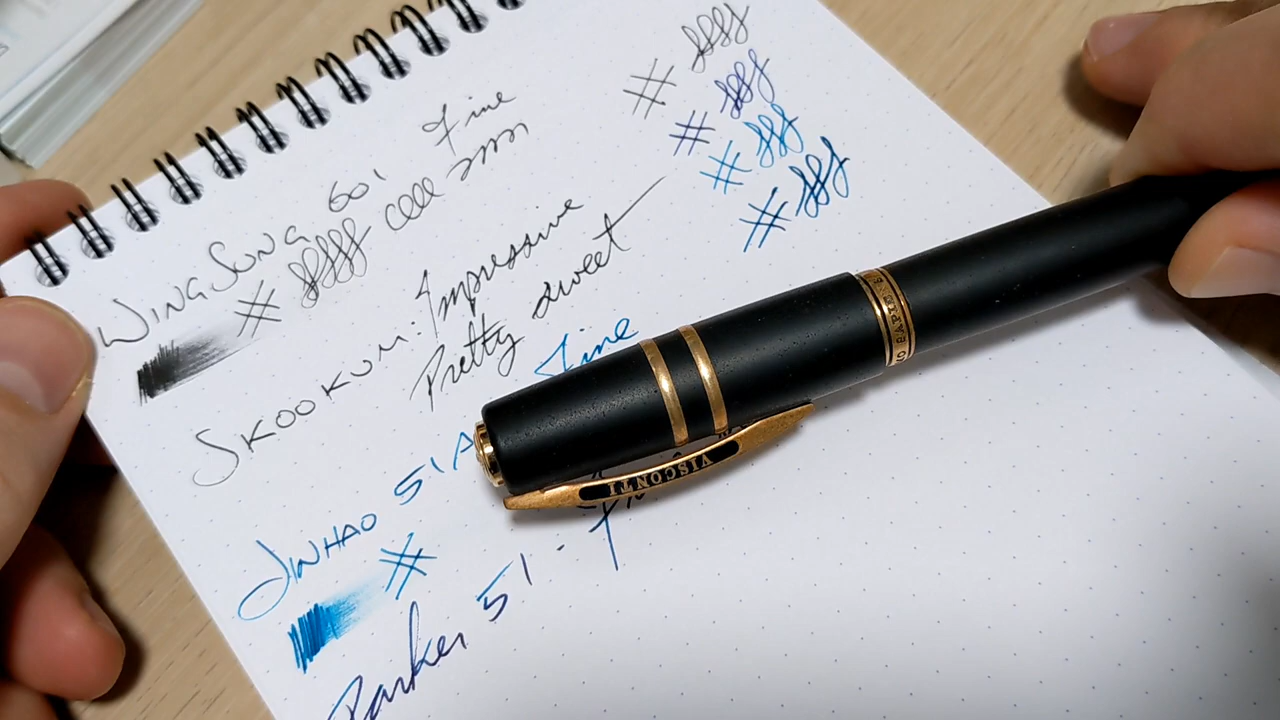 Fine
WingSung 601
Skookum: Impressive
Pretty sweet
Fine
Jinhao 51A
Parker 51 -
VISCONTI